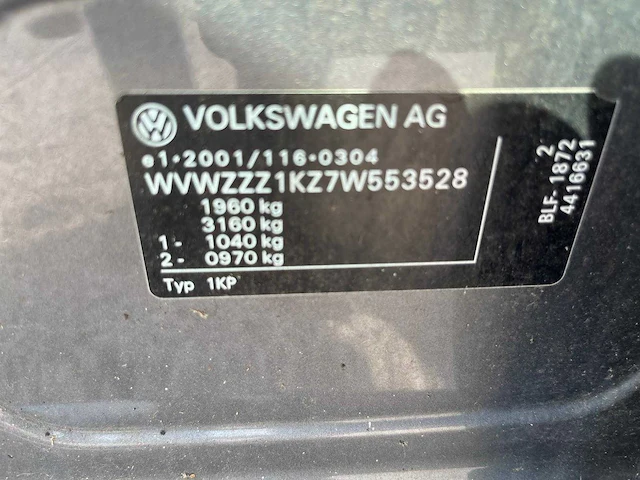 VOLKSWAGEN AG
e1*2001/116*0304
WVWZZZ1KZ7W553528
1960 kg
3160 kg
1 - 1040 kg
2 - 0970 kg
Typ 1KP
2
BLF- 1872
4416631